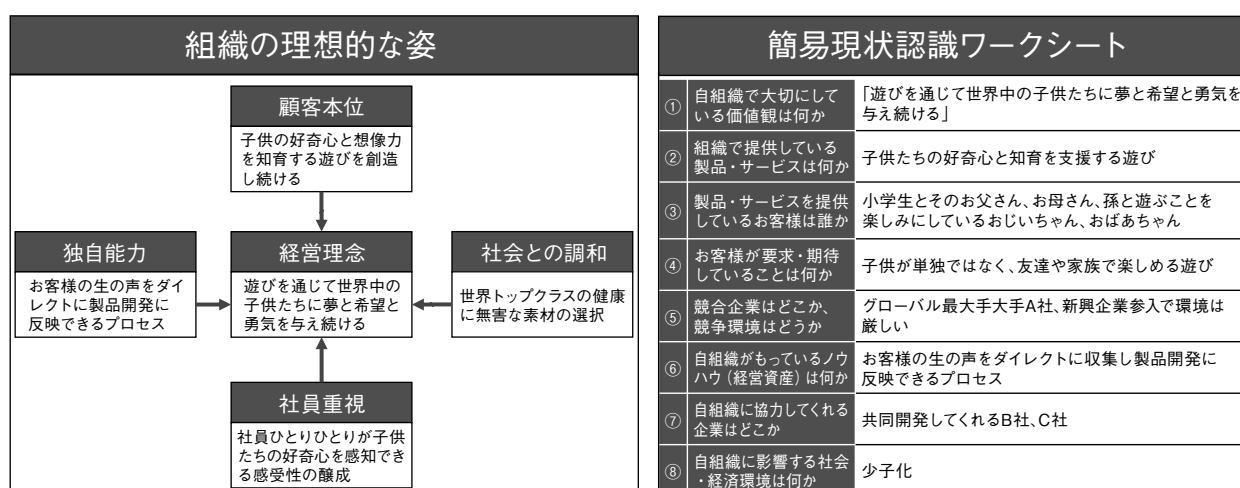 組織の理想的な姿
顧客本位
子供の好奇心と想像力
を知育する遊びを創造
し続ける
独自能力
お客様の生の声をダイ
レクトに製品開発に
反映できるプロセス
経営理念
遊びを通じて世界中の
子供たちに夢と希望と
勇気を与え続ける
社会との調和
世界トップクラスの健康
に無害な素材の選択
社員重視
社員ひとりひとりが子供
たちの好奇心を感知でき
る感受性の醸成
簡易現状認識ワークシート
① 自組織で大切にして
いる価値観は何か
「遊びを通じて世界中の子供たちに夢と希望と勇気を
与え続ける」
② 組織で提供している
製品・サービスは何か
子供たちの好奇心と知育を支援する遊び
③ 製品・サービスを提供
しているお客様は誰か
小学生とそのお父さん、お母さん、孫と遊ぶことを
楽しみにしているおじいちゃん、おばあちゃん
④ お客様が要求・期待
していることは何か
子供が単独ではなく、友達や家族で楽しめる遊び
⑤ 競合企業はどこか、
競争環境はどうか
グローバル最大手大手A社、新興企業参入で環境は
厳しい
⑥ 自組織がもっているノウ
ハウ（経営資産）は何か
お客様の生の声をダイレクトに収集し製品開発に
反映できるプロセス
⑦ 自組織に協力してくれる
企業はどこか
共同開発してくれるB社、C社
⑧ 自組織に影響する社会
・経済環境は何か
少子化